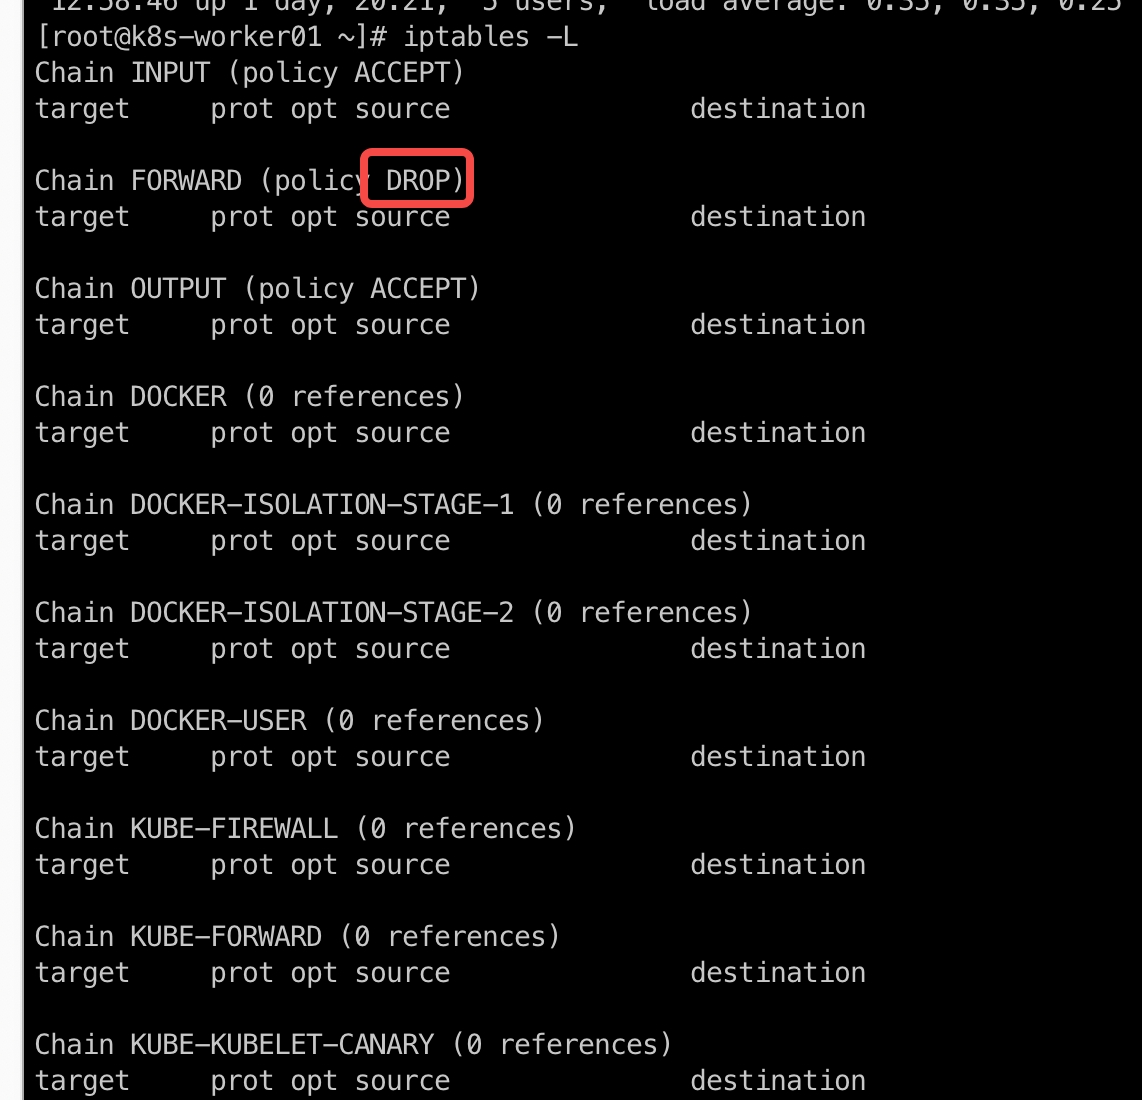 12:58:46 up 1 day, 20:21, 5 users, load average: 0.35, 0.35, 0.25
[root@k8s-worker01 ~]# iptables -L
Chain INPUT (policy ACCEPT)
target     prot opt source               destination
Chain FORWARD (policy DROP)
target     prot opt source               destination
Chain OUTPUT (policy ACCEPT)
target     prot opt source               destination
Chain DOCKER (0 references)
target     prot opt source               destination
Chain DOCKER-ISOLATION-STAGE-1 (0 references)
target     prot opt source               destination
Chain DOCKER-ISOLATION-STAGE-2 (0 references)
target     prot opt source               destination
Chain DOCKER-USER (0 references)
target     prot opt source               destination
Chain KUBE-FIREWALL (0 references)
target     prot opt source               destination
Chain KUBE-FORWARD (0 references)
target     prot opt source               destination
Chain KUBE-KUBELET-CANARY (0 references)
target     prot opt source               destination